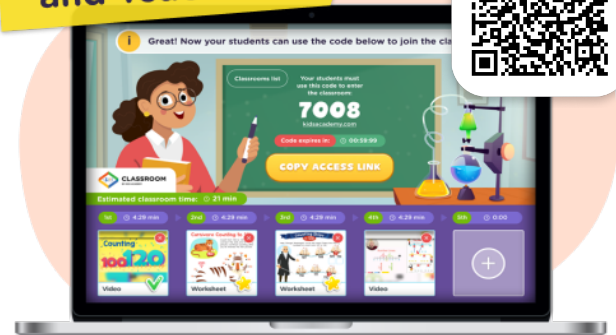 Great! Now your students can use the code below to join the cla
Classrooms list
Your students must
use this code to enter
the classroom
7008
kidsacademy.com
Code expires in: 00:59:99
COPY ACCESS LINK
CLASSROOM
Estimated classroom time: 21 min
1st 4:29 min
2nd 4:29 min
3rd 4:29 min
4th 4:29 min
5th 0:00
Counting
100 120
Video
Carnivore Counting
Worksheet
Worksheet
Video